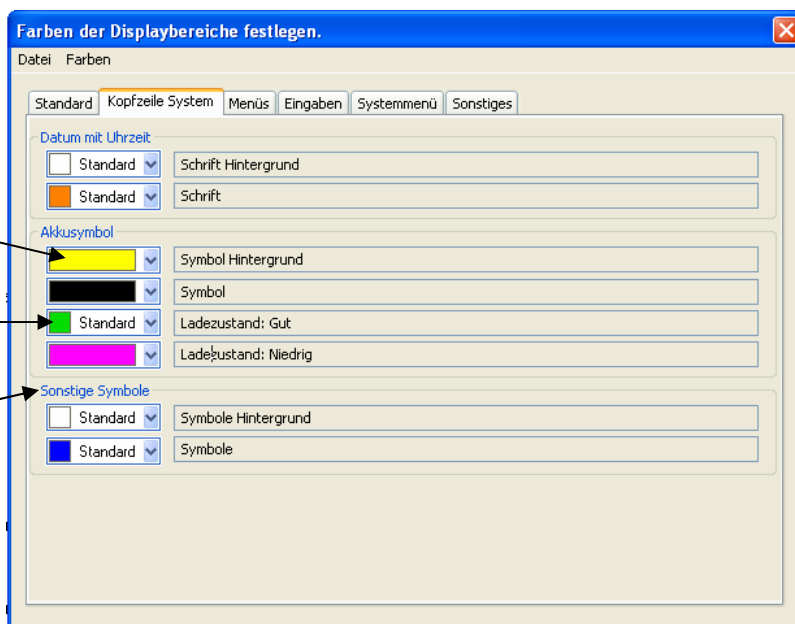 Farben der Displaybereiche festlegen.
Datei Farben
Standard Kopfzeile System Menüs Eingaben Systemmenü Sonstiges
Datum mit Uhrzeit
Standard Schrift Hintergrund
Standard Schrift
Akkusymbol
Symbol Hintergrund
Symbol
Standard Ladezustand: Gut
Ladezustand: Niedrig
Sonstige Symbole
Standard Symbole Hintergrund
Standard Symbole